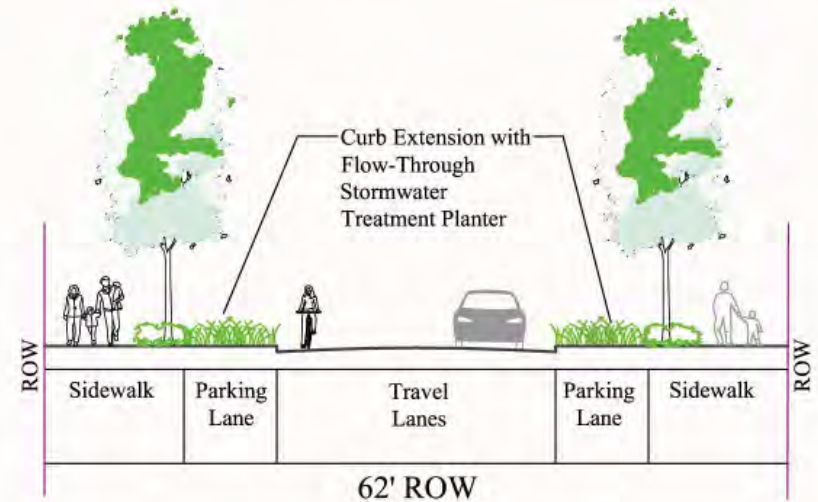 Curb Extension with
Flow-Through
Stormwater
Treatment Planter
ROW
ROW
Sidewalk
Parking
Lane
Travel
Lanes
Parking
Lane
Sidewalk
62' ROW